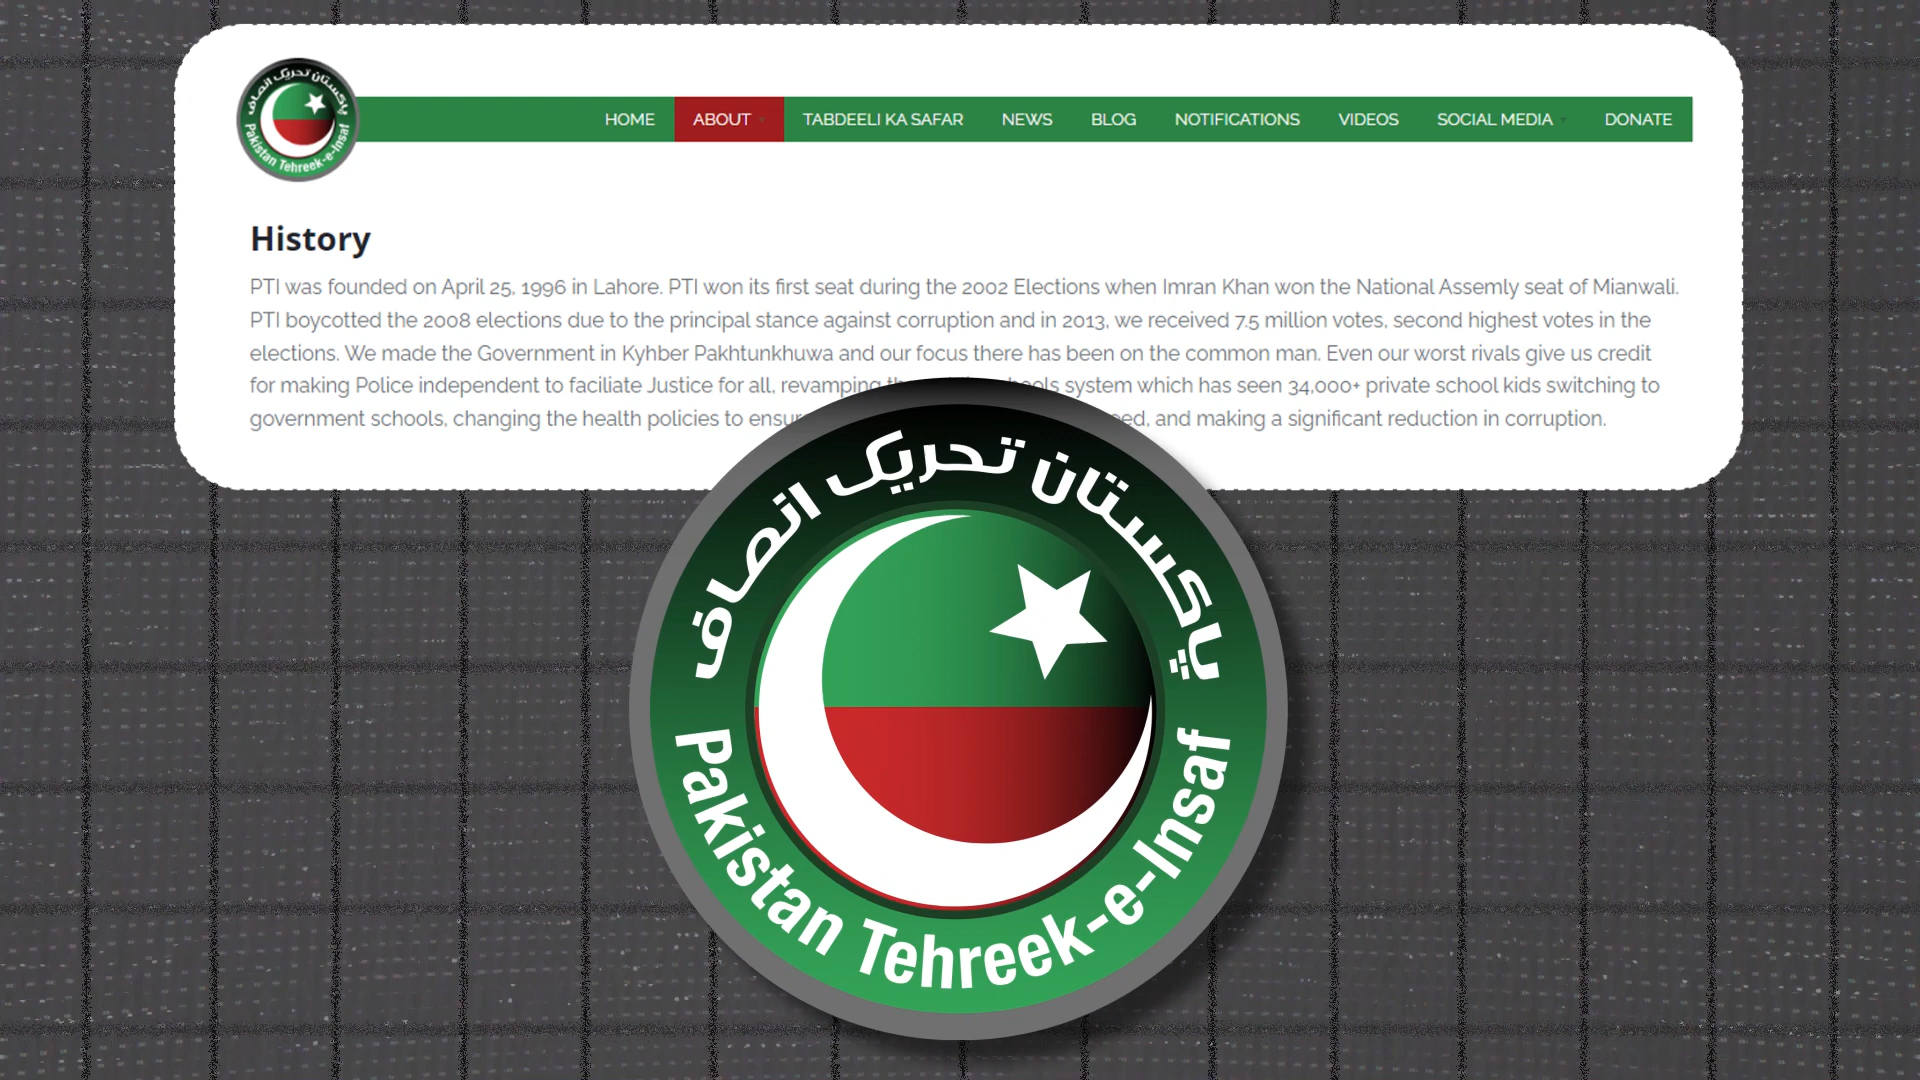 پاکستان تحریک انصاف
Pakistan Tehreek-e-Insaf
HOME ABOUT TABDEELI KA SAFAR NEWS BLOG NOTIFICATIONS VIDEOS SOCIAL MEDIA DONATE
History
PTI was founded on April 25, 1996 in Lahore. PTI won its first seat during the 2002 Elections when Imran Khan won the National Assemly seat of Mianwali.
PTI boycotted the 2008 elections due to the principal stance against corruption and in 2013, we received 7.5 million votes, second highest votes in the
elections. We made the Government in Kyhber Pakhtunkhuwa and our focus there has been on the common man. Even our worst rivals give us credit
for making Police independent to faciliate Justice for all, revamping system which has seen 34,000+ private school kids switching to
government schools, changing the health policies to and making a significant reduction in corruption.
پاکستان تحریک انصاف
Pakistan Tehreek-e-Insaf